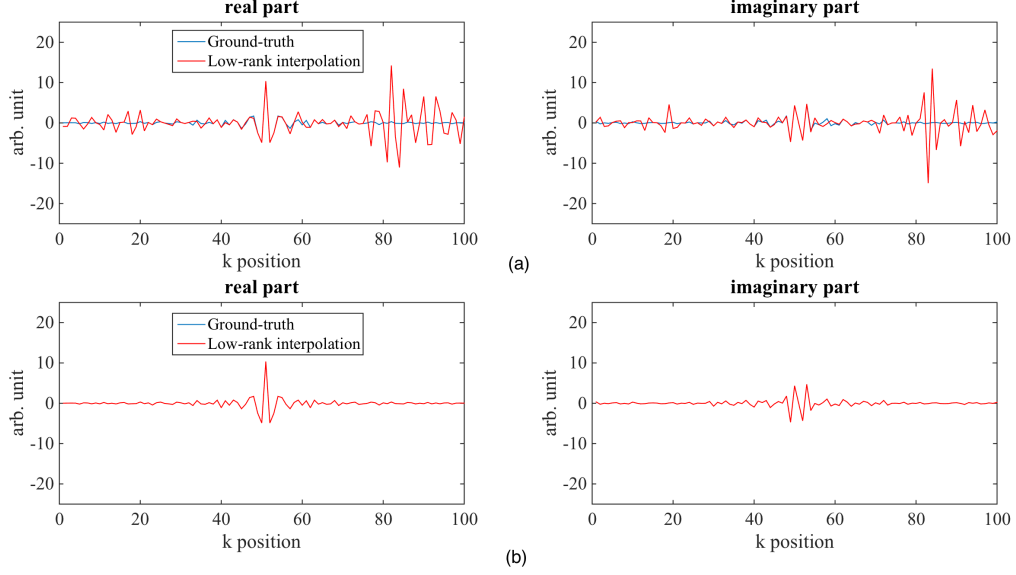 real part
imaginary part
20
10
0
-10
-20
arb. unit
Ground-truth
Low-rank interpolation
0 20 40 60 80 100
k position
20
10
0
-10
-20
arb. unit
0 20 40 60 80 100
k position
(a)
real part
imaginary part
20
10
0
-10
-20
arb. unit
Ground-truth
Low-rank interpolation
0 20 40 60 80 100
k position
20
10
0
-10
-20
arb. unit
0 20 40 60 80 100
k position
(b)